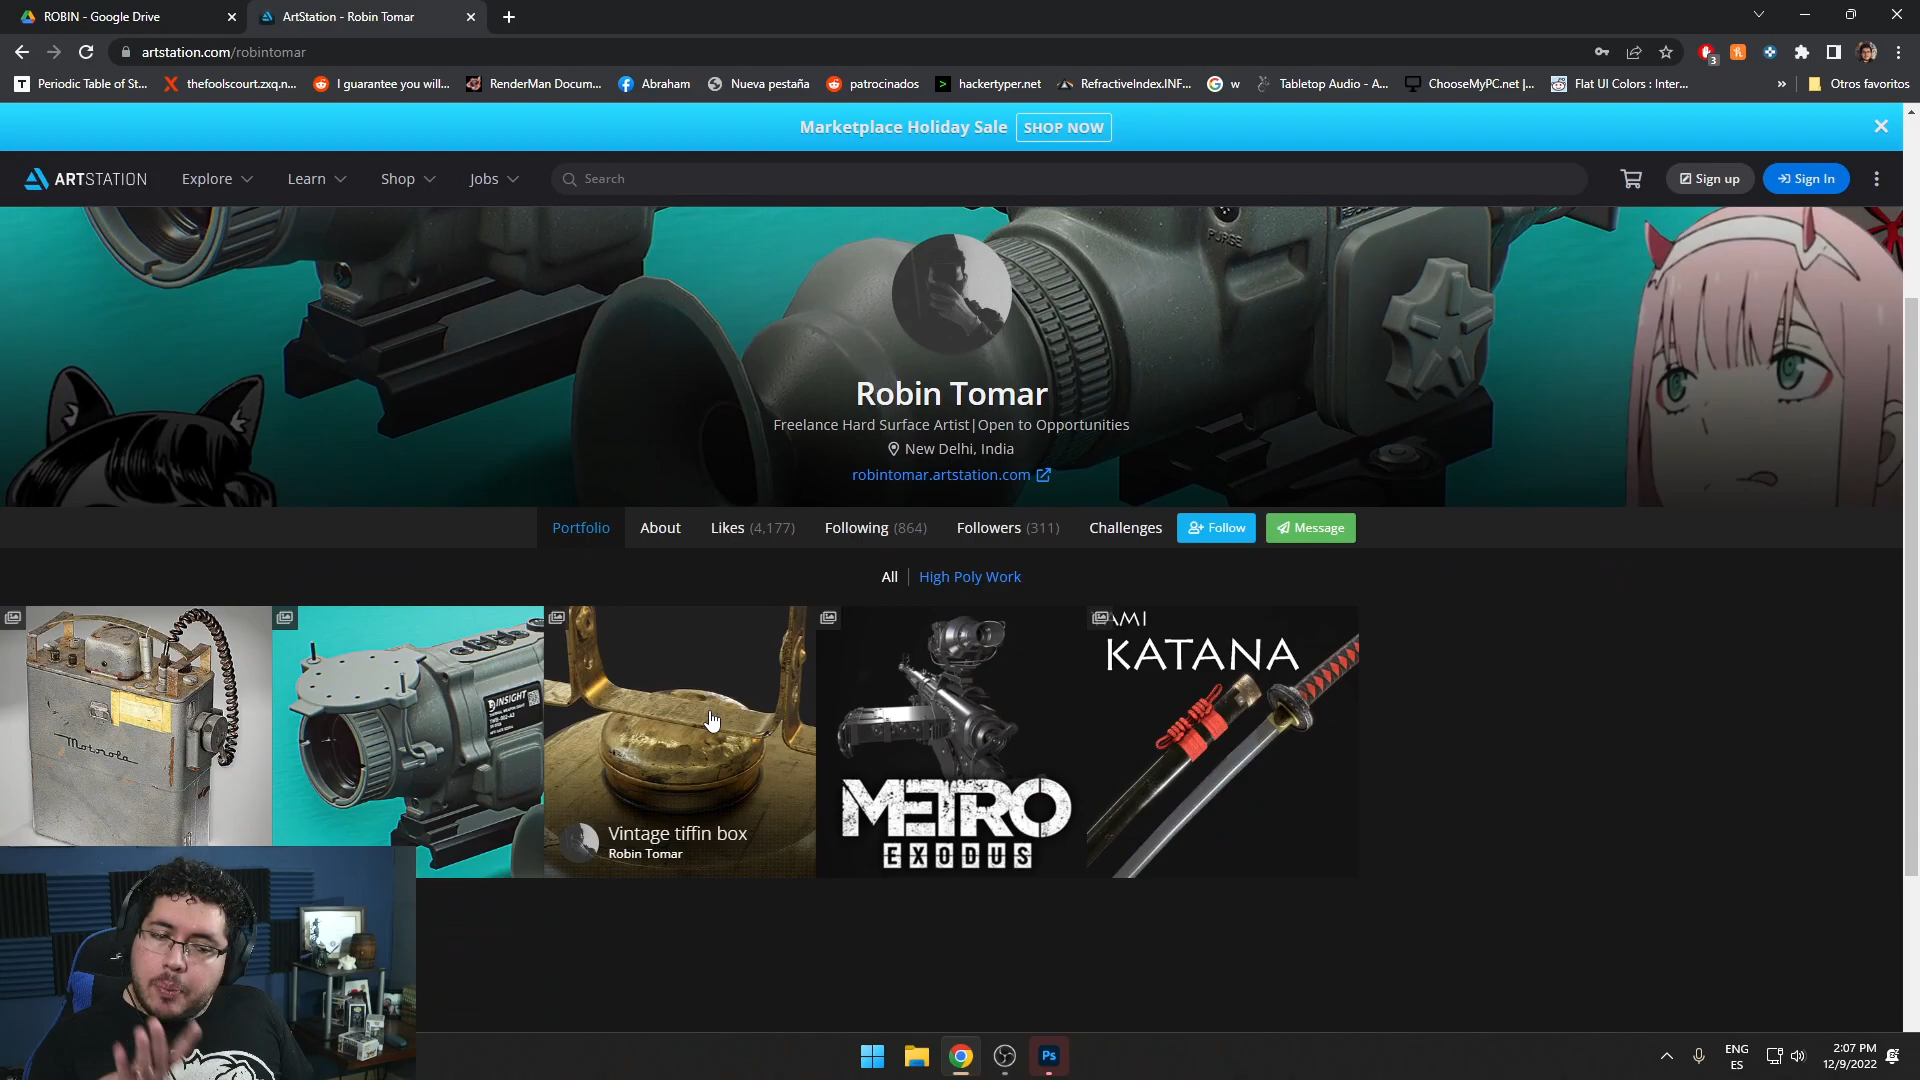 ROBIN - Google Drive
ArtStation - Robin Tomar
artstation.com/robintomar
3
T Periodic Table of St...
thefoolscourt.zxq.n...
I guarantee you will...
RenderMan Docum...
Abraham
Nueva pestaña
patrocinados
hackertyper.net
RefractiveIndex.INF...
w
Tabletop Audio - A...
ChooseMyPC.net |...
Flat UI Colors : Inter...
Otros favoritos
Marketplace Holiday Sale SHOP NOW
ARTSTATION
Explore
Learn
Shop
Jobs
Search
Sign up
Sign In
PURGE
Robin Tomar
Freelance Hard Surface Artist|Open to Opportunities
New Delhi, India
robintomar.artstation.com
Portfolio
About
Likes (4,177)
Following (864)
Followers (311)
Challenges
Follow
Message
All
High Poly Work
Motorola
INSIGHT
Vintage tiffin box
Robin Tomar
METRO
EXODUS
AMI
KATANA
Ps
ENG
ES
2:07 PM
12/9/2022